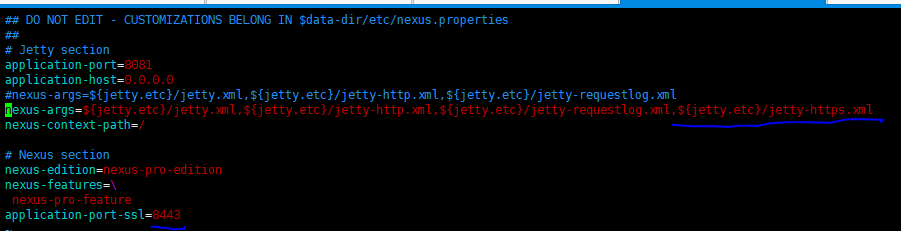 ## DO NOT EDIT - CUSTOMIZATIONS BELONG IN $data-dir/etc/nexus.properties
##
# Jetty section
application-port=8081
application-host=0.0.0.0
#nexus-args=${jetty.etc}/jetty.xml,${jetty.etc}/jetty-http.xml,${jetty.etc}/jetty-requestlog.xml
nexus-args=${jetty.etc}/jetty.xml,${jetty.etc}/jetty-http.xml,${jetty.etc}/jetty-requestlog.xml,${jetty.etc}/jetty-https.xml
nexus-context-path=/
# Nexus section
nexus-edition=nexus-pro-edition
nexus-features=\
nexus-pro-feature
application-port-ssl=8443